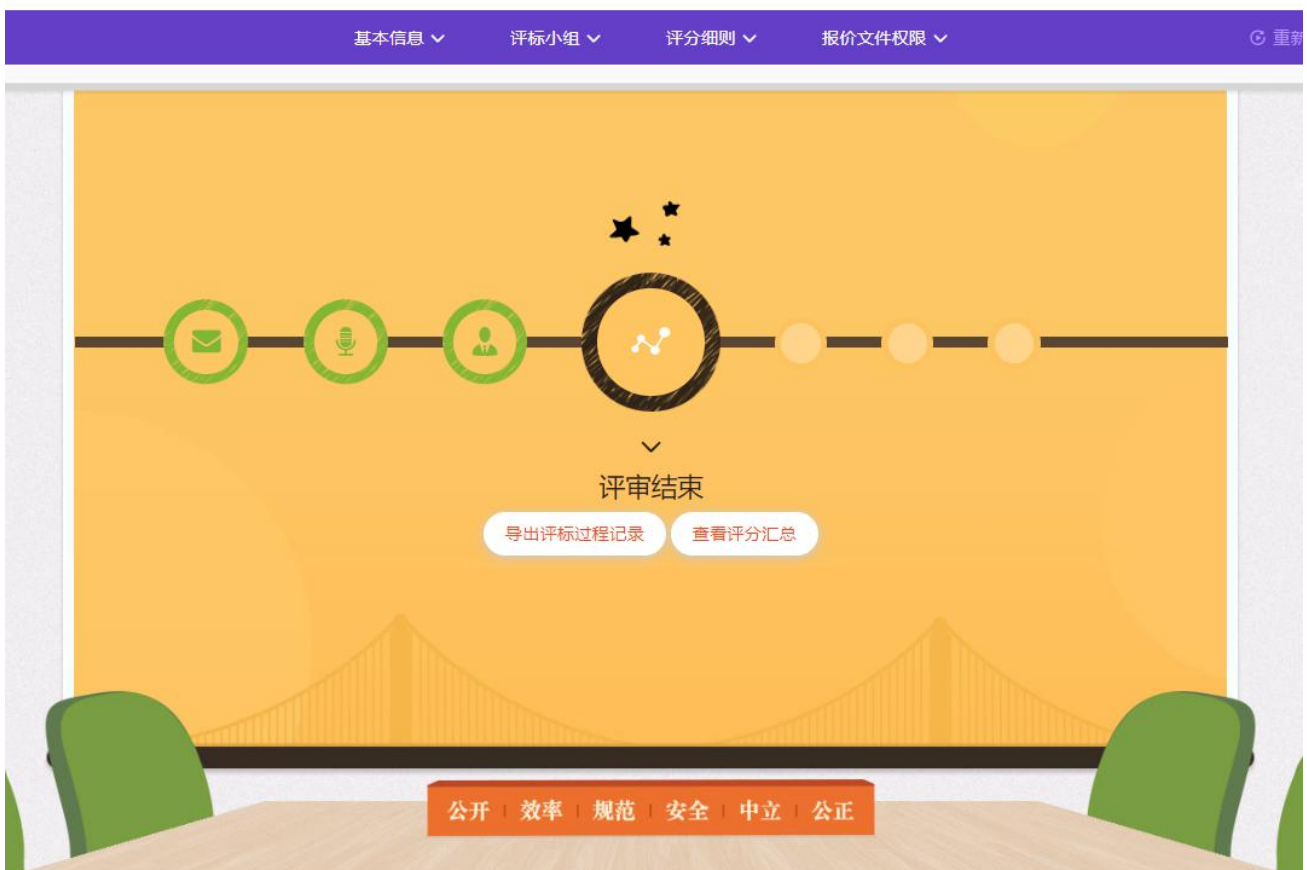 基本信息 评标小组 评分细则 报价文件权限 重新
评审结束
导出评标过程记录 查看评分汇总
公开 效率 规范 安全 中立 公正